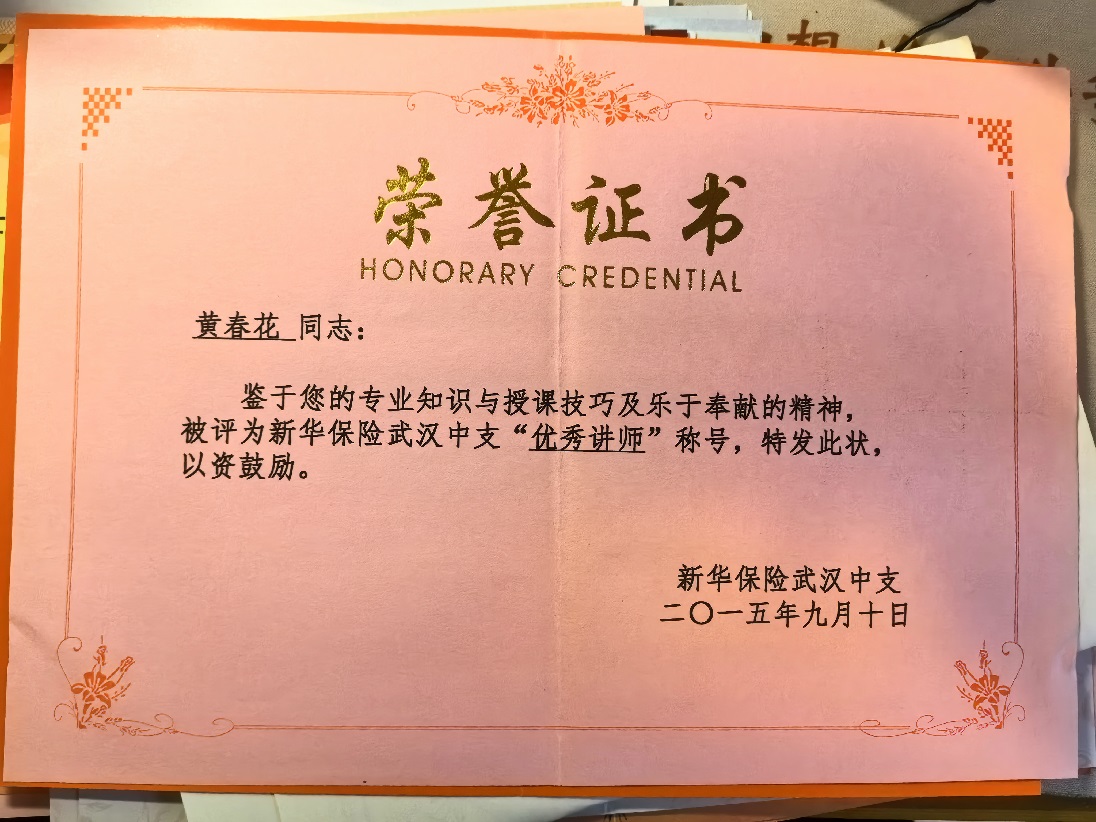 荣誉证书
HONORARY CREDENTIAL
黄春花 同志：
鉴于您的专业知识与授课技巧及乐于奉献的精神，
被评为新华保险武汉中支“优秀讲师”称号，特发此状，
以资鼓励。
新华保险武汉中支
二〇一五年九月十日